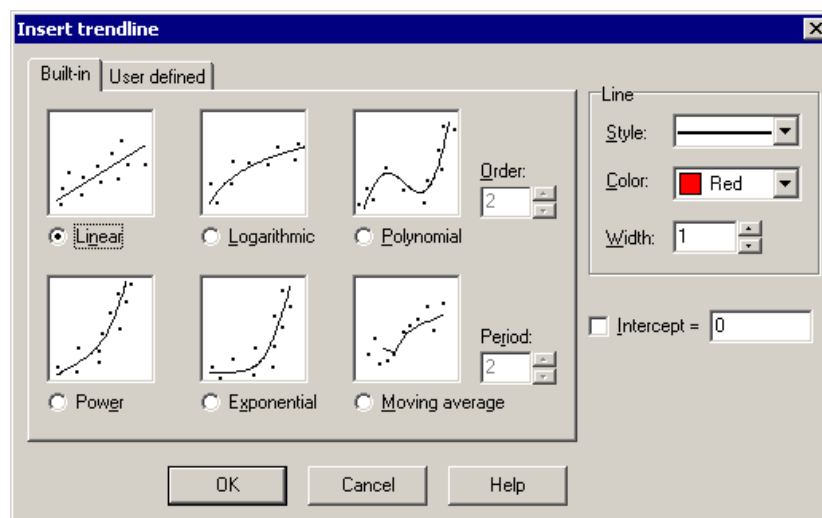 Insert trendline
Built-in User defined
Linear
Logarithmic
Polynomial
Order:
2
Power
Exponential
Moving average
Period:
2
Line
Style:
Color: Red
Width: 1
Intercept = 0
OK Cancel Help